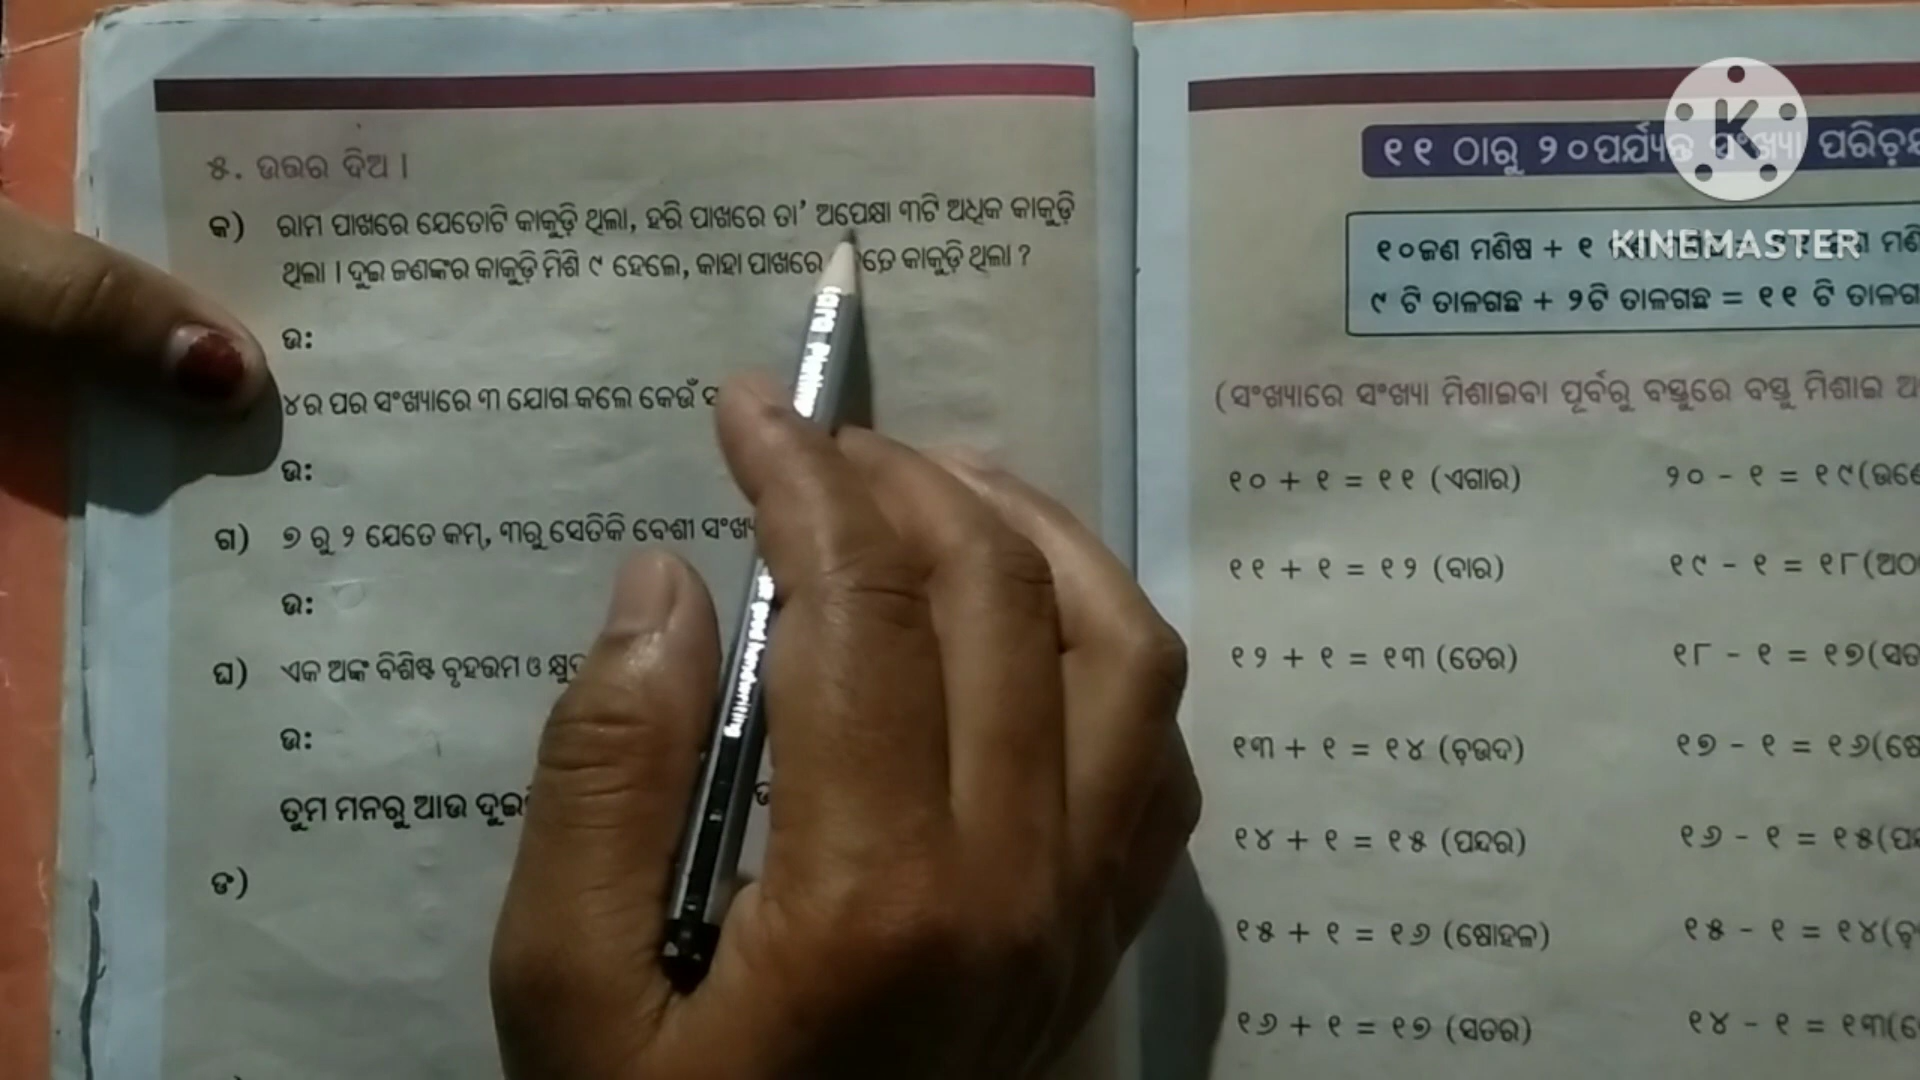 ୫. ଉତ୍ତର ଦିଅ ।
କ) ରାମ ପାଖରେ ଯେତୋଟି କାକୁଡ଼ି ଥିଲା, ହରି ପାଖରେ ତା’ ଅପେକ୍ଷା ୩ଟି ଅଧିକ କାକୁଡ଼ି
ଥିଲା । ଦୁଇ ଜଣଙ୍କର କାକୁଡ଼ି ମିଶି ୯ ହେଲେ, କାହା ପାଖରେ କାକୁଡ଼ି ଥିଲା ?
ଉ:
୪ର ପର ସଂଖ୍ୟାରେ ୩ ଯୋଗ କଲେ କେଉଁ
ଉ:
ଗ) ୭ ରୁ ୨ ଯେତେ କମ୍, ୩ରୁ ସେତିକି ବେଶୀ
ଉ:
ଘ) ଏକ ଅଙ୍କ ବିଶିଷ୍ଟ ବୃହତ୍ତମ ଓ
ଉ:
ତୁମ ମନରୁ ଆଉ
ଙ)
୧୧ ଠାରୁ ୨୦ପର୍ଯ୍ୟନ୍ତ ସଂଖ୍ୟା
KINEMASTER
୧୦ଜଣ ମଣିଷ + ୧
୯ ଟି ତାଳଗଛ + ୨ଟି ତାଳଗଛ = ୧୧ ଟି
(ସଂଖ୍ୟାରେ ସଂଖ୍ୟା ମିଶାଇବା ପୂର୍ବରୁ ବସ୍ତୁରେ ବସ୍ତୁ ମିଶାଇ
୧୦ + ୧ = ୧୧ (ଏଗାର) ୨୦ - ୧ = ୧୯
୧୧ + ୧ = ୧୨ (ବାର) ୧୯ - ୧ = ୧୮
୧୨ + ୧ = ୧୩ (ତେର) ୧୮ - ୧ = ୧୭
୧୩ + ୧ = ୧୪ (ଚ଼ଉଦ) ୧୭ - ୧ = ୧୬
୧୪ + ୧ = ୧୫ (ପନ୍ଦର) ୧୬ - ୧ = ୧୫
୧୫ + ୧ = ୧୬ (ଷୋହଳ) ୧୫ - ୧ = ୧୪
୧୬ + ୧ = ୧୭ (ସତର) ୧୪ - ୧ = ୧୩